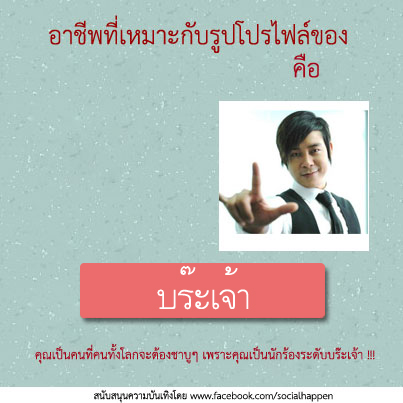 อาชีพที่เหมาะกับรูปโปรไฟล์ของ
คือ
บร๊ะเจ้า
คุณเป็นคนที่คนทั้งโลกจะต้องซาบูๆ เพราะคุณเป็นนักร้องระดับบร๊ะเจ้า !!!
สนับสนุนความบันเทิงโดย www.facebook.com/socialhappen